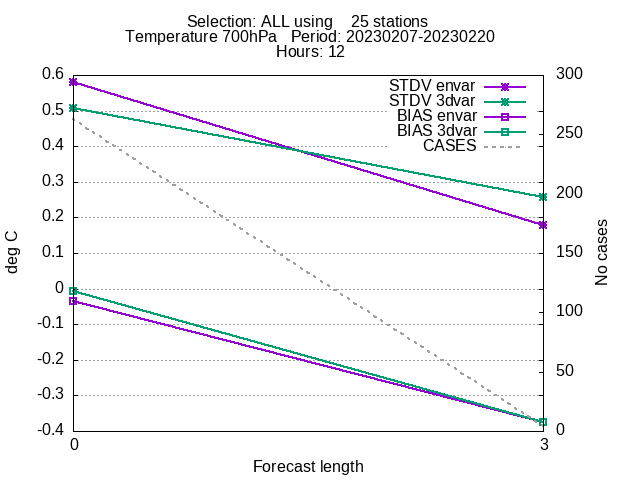 Selection: ALL using    25 stations
Temperature 700hPa   Period: 20230207-20230220
Hours: 12
STDV envar
STDV 3dvar
BIAS envar
BIAS 3dvar
CASES
0.6
0.5
0.4
0.3
0.2
0.1
0
-0.1
-0.2
-0.3
-0.4
deg C
300
250
200
150
100
50
0
No cases
0
3
Forecast length